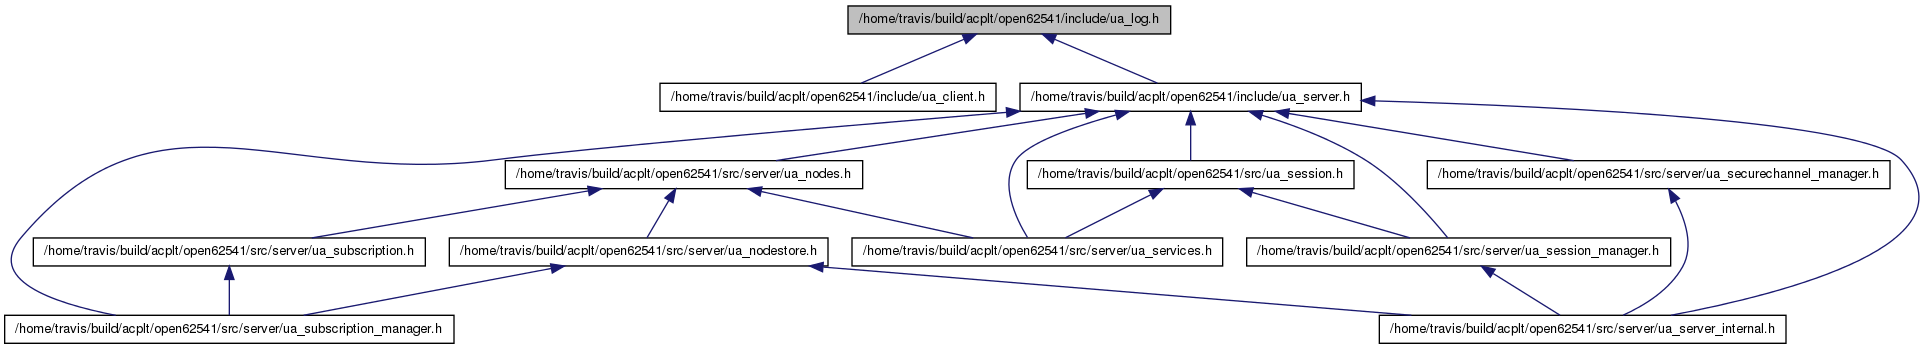 /home/travis/build/acplt/open62541/include/ua_log.h
/home/travis/build/acplt/open62541/include/ua_client.h
/home/travis/build/acplt/open62541/include/ua_server.h
/home/travis/build/acplt/open62541/src/server/ua_nodes.h
/home/travis/build/acplt/open62541/src/ua_session.h
/home/travis/build/acplt/open62541/src/server/ua_securechannel_manager.h
/home/travis/build/acplt/open62541/src/server/ua_subscription.h
/home/travis/build/acplt/open62541/src/server/ua_nodestore.h
/home/travis/build/acplt/open62541/src/server/ua_services.h
/home/travis/build/acplt/open62541/src/server/ua_session_manager.h
/home/travis/build/acplt/open62541/src/server/ua_subscription_manager.h
/home/travis/build/acplt/open62541/src/server/ua_server_internal.h